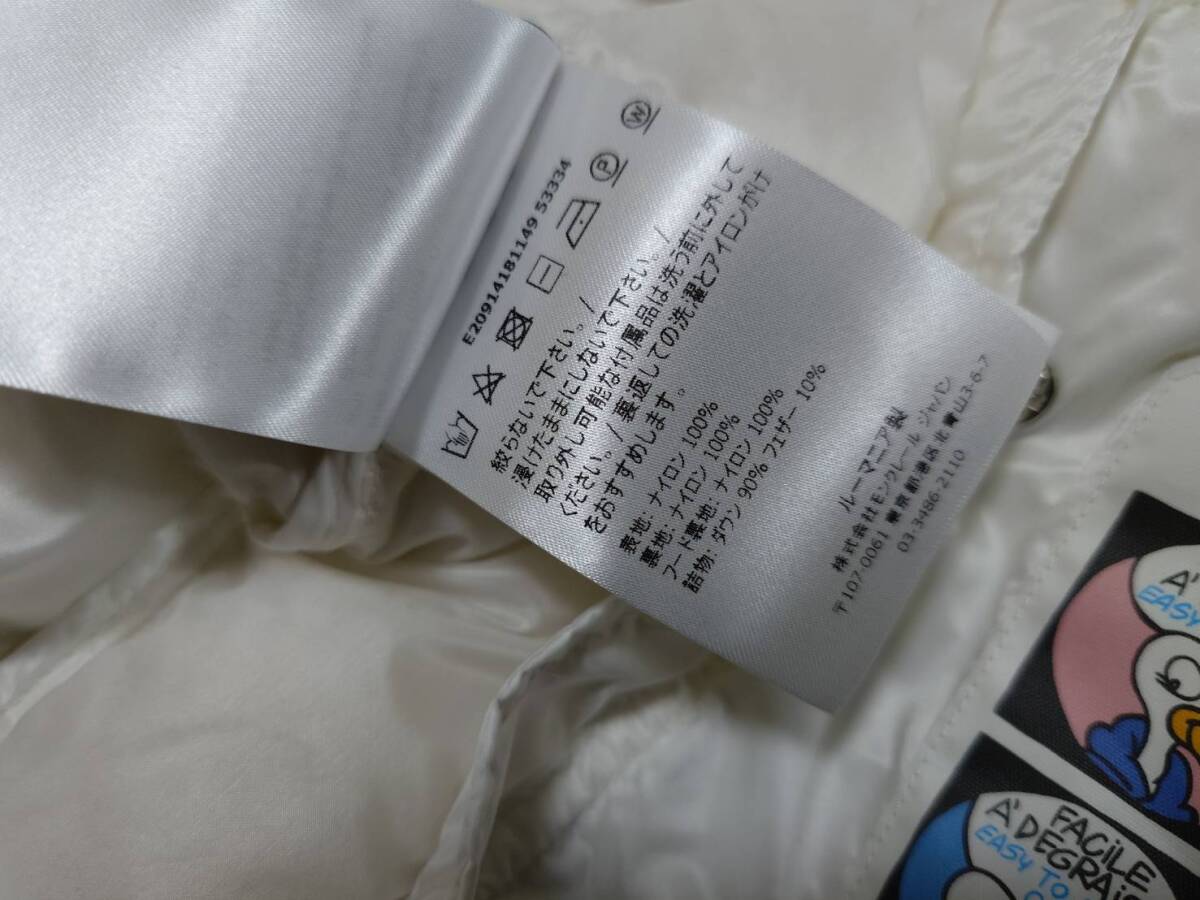 E20914181149 53334
W
P
絞らないで下さい。/
浸けたままにしないで下さい。/
取り外し可能な付属品は洗う前に外して
ください。/ 裏返しての洗濯とアイロンがけ
をおすすめします。
表地: ナイロン 100%
裏地: ナイロン 100%
フード裏地: ナイロン 100%
詰物: ダウン 90% フェザー 10%
ルーマニア製
株式会社モンクレール ジャパン
〒107-0061 東京都港区北青山3-6-7
03-3486-2110
A'
EASY
FACILE
A' DEGRAIS
EASY TO